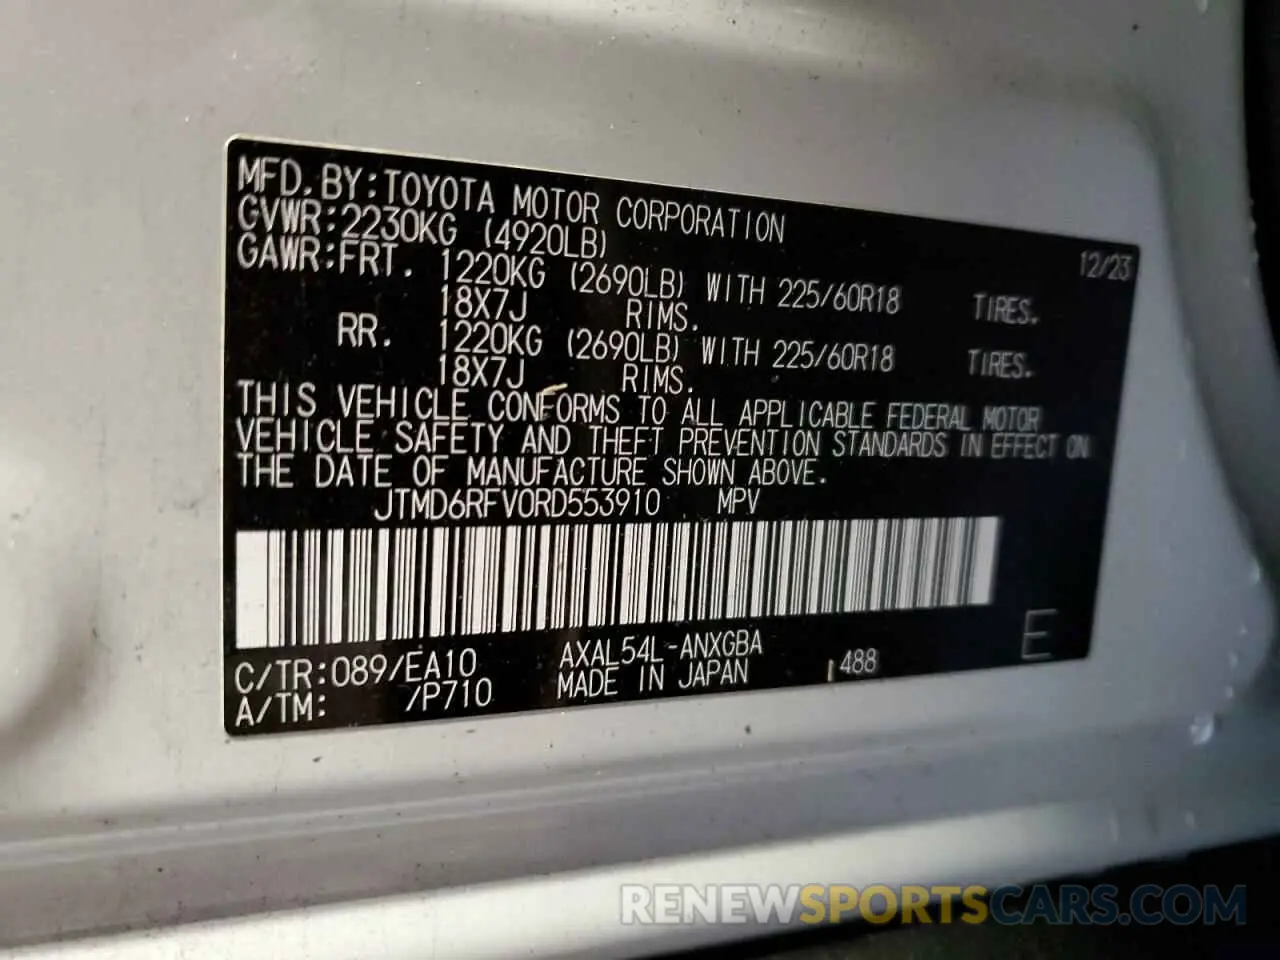 MFD.BY:TOYOTA MOTOR CORPORATION
GVWR:2230KG (4920LB) 12/23
GAWR:FRT. 1220KG (2690LB) WITH 225/60R18 TIRES.
18X7J RIMS.
RR. 1220KG (2690LB) WITH 225/60R18 TIRES.
18X7J RIMS.
THIS VEHICLE CONFORMS TO ALL APPLICABLE FEDERAL MOTOR
VEHICLE SAFETY AND THEFT PREVENTION STANDARDS IN EFFECT ON
THE DATE OF MANUFACTURE SHOWN ABOVE.
JTMD6RFV0RD553910 MPV
C/TR:089/EA10 AXAL54L-ANXGBA 488 E
A/TM: /P710 MADE IN JAPAN
RENEWSPORTSCARS.COM